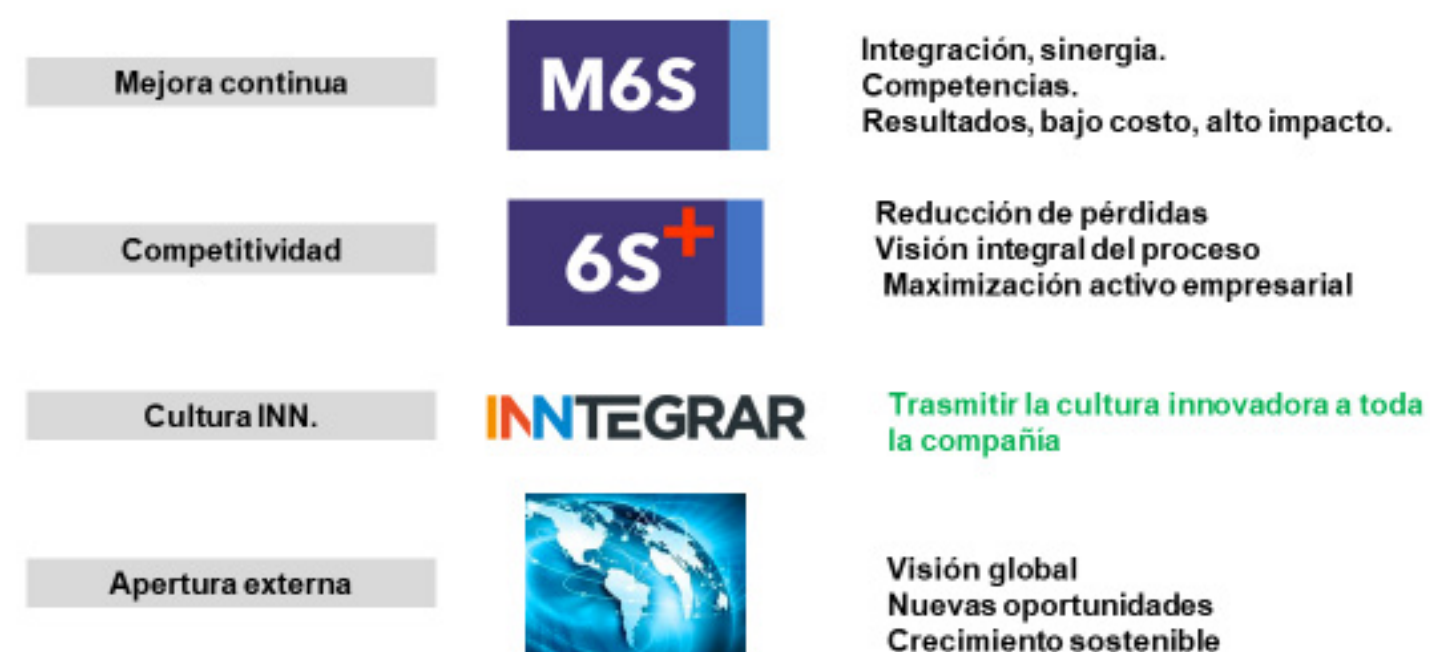 Mejora continua
M6S
Integración, sinergia.
Competencias.
Resultados, bajo costo, alto impacto.
Competitividad
6S+
Reducción de pérdidas
Visión integral del proceso
Maximización activo empresarial
Cultura INN.
INNTEGRAR
Trasmitir la cultura innovadora a toda
la compañía
Apertura externa
Visión global
Nuevas oportunidades
Crecimiento sostenible